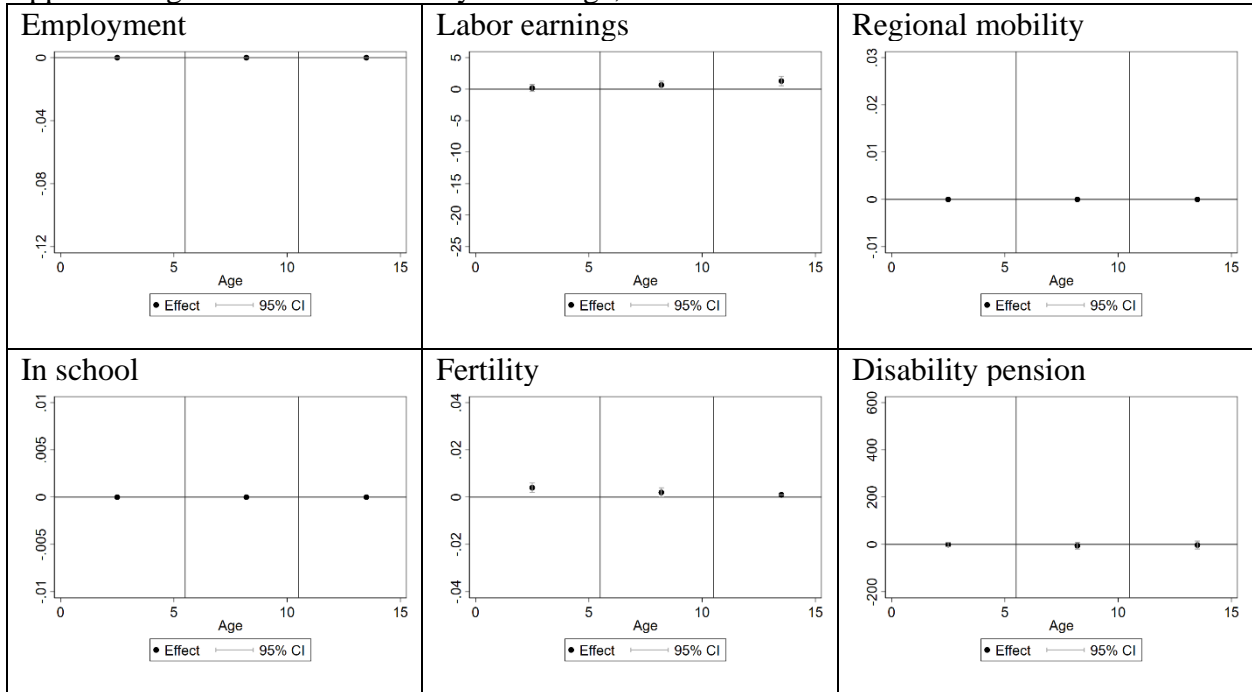 Employment
0
-.04
-.08
-.12
0 5 10 15
Age
Effect 95% CI
Labor earnings
5
0
-5
-10
-15
-20
-25
0 5 10 15
Age
Effect 95% CI
Regional mobility
.03
.02
.01
0
-.01
0 5 10 15
Age
Effect 95% CI
In school
.01
.005
0
-.005
-.01
0 5 10 15
Age
Effect 95% CI
Fertility
.04
.02
0
-.02
-.04
0 5 10 15
Age
Effect 95% CI
Disability pension
600
400
200
0
-200
0 5 10 15
Age
Effect 95% CI